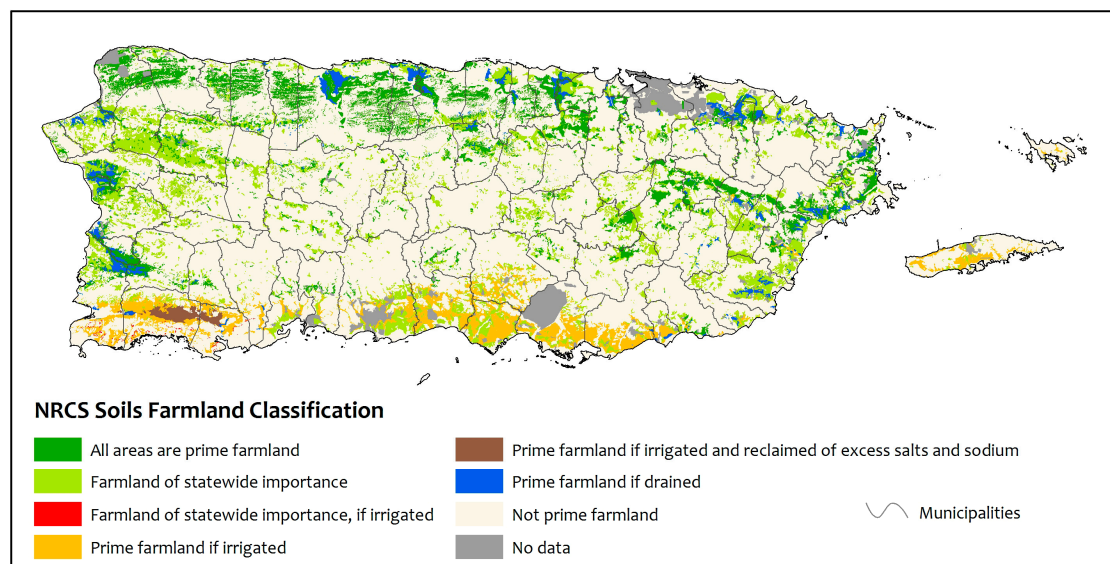 NRCS Soils Farmland Classification
All areas are prime farmland
Farmland of statewide importance
Farmland of statewide importance, if irrigated
Prime farmland if irrigated
Prime farmland if irrigated and reclaimed of excess salts and sodium
Prime farmland if drained
Not prime farmland
No data
Municipalities